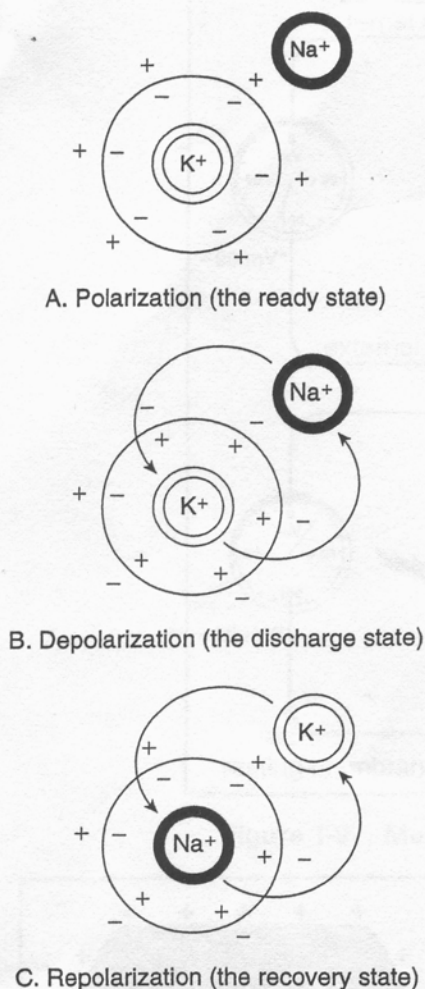 Na+
K+
A. Polarization (the ready state)
Na+
K+
B. Depolarization (the discharge state)
K+
Na+
C. Repolarization (the recovery state)